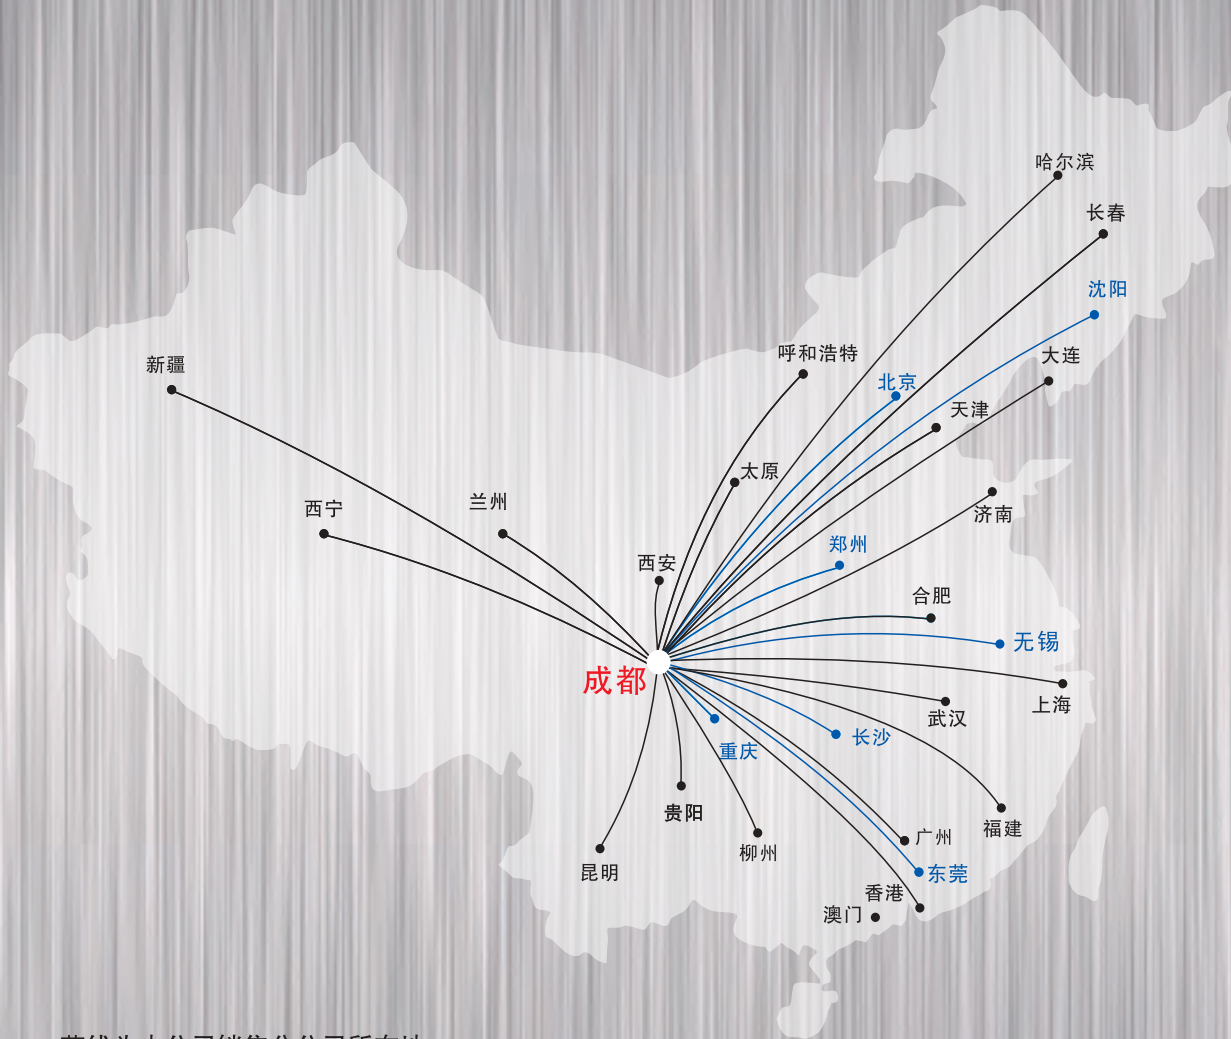 哈尔滨
长春
沈阳
呼和浩特
大连
新疆
北京
天津
太原
兰州
西宁
济南
郑州
西安
合肥
无锡
成都
上海
武汉
长沙
重庆
贵阳
福建
广州
柳州
昆明
东莞
香港
澳门